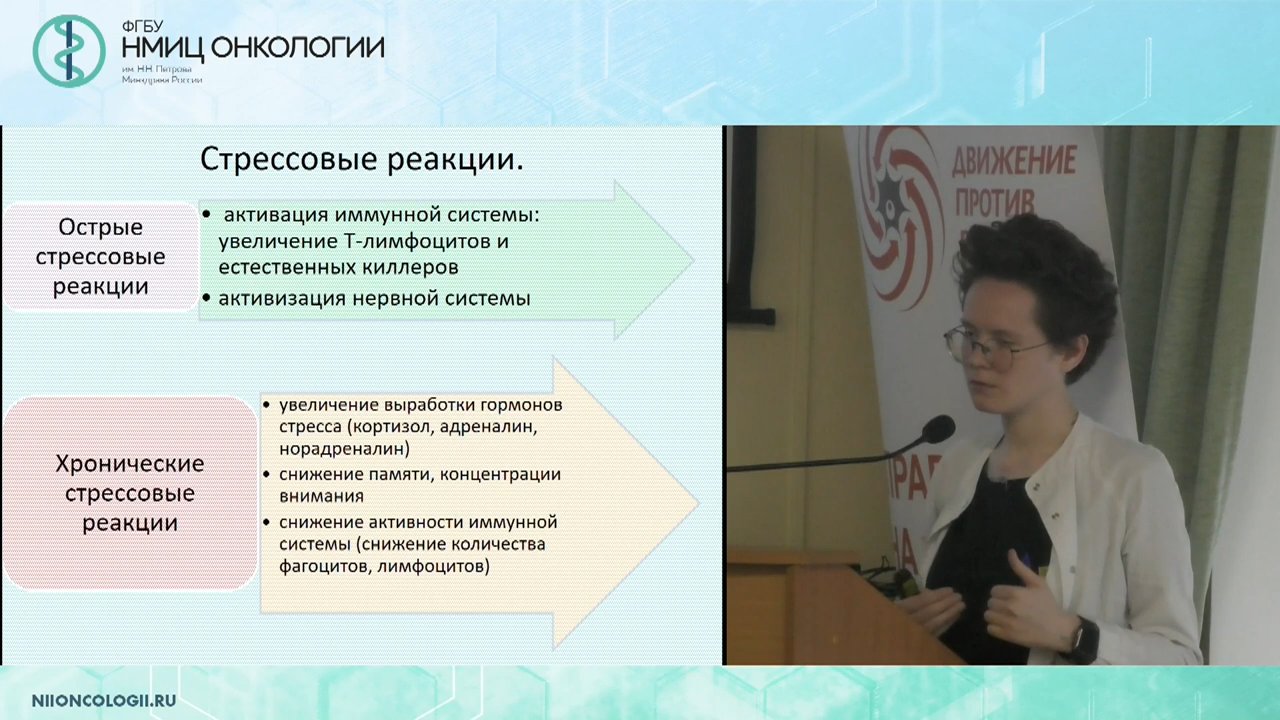 ФГБУ
НМИЦ ОНКОЛОГИИ
им. Н.Н. Петрова
Минздрава России
Стрессовые реакции.
Острые
стрессовые
реакции
• активация иммунной системы:
увеличение Т-лимфоцитов и
естественных киллеров
• активизация нервной системы
Хронические
стрессовые
реакции
• увеличение выработки гормонов
стресса (кортизол, адреналин,
норадреналин)
• снижение памяти, концентрации
внимания
• снижение активности иммунной
системы (снижение количества
фагоцитов, лимфоцитов)
ДВИЖЕНИЕ
ПРОТИВ
NIIONCOLOGII.RU